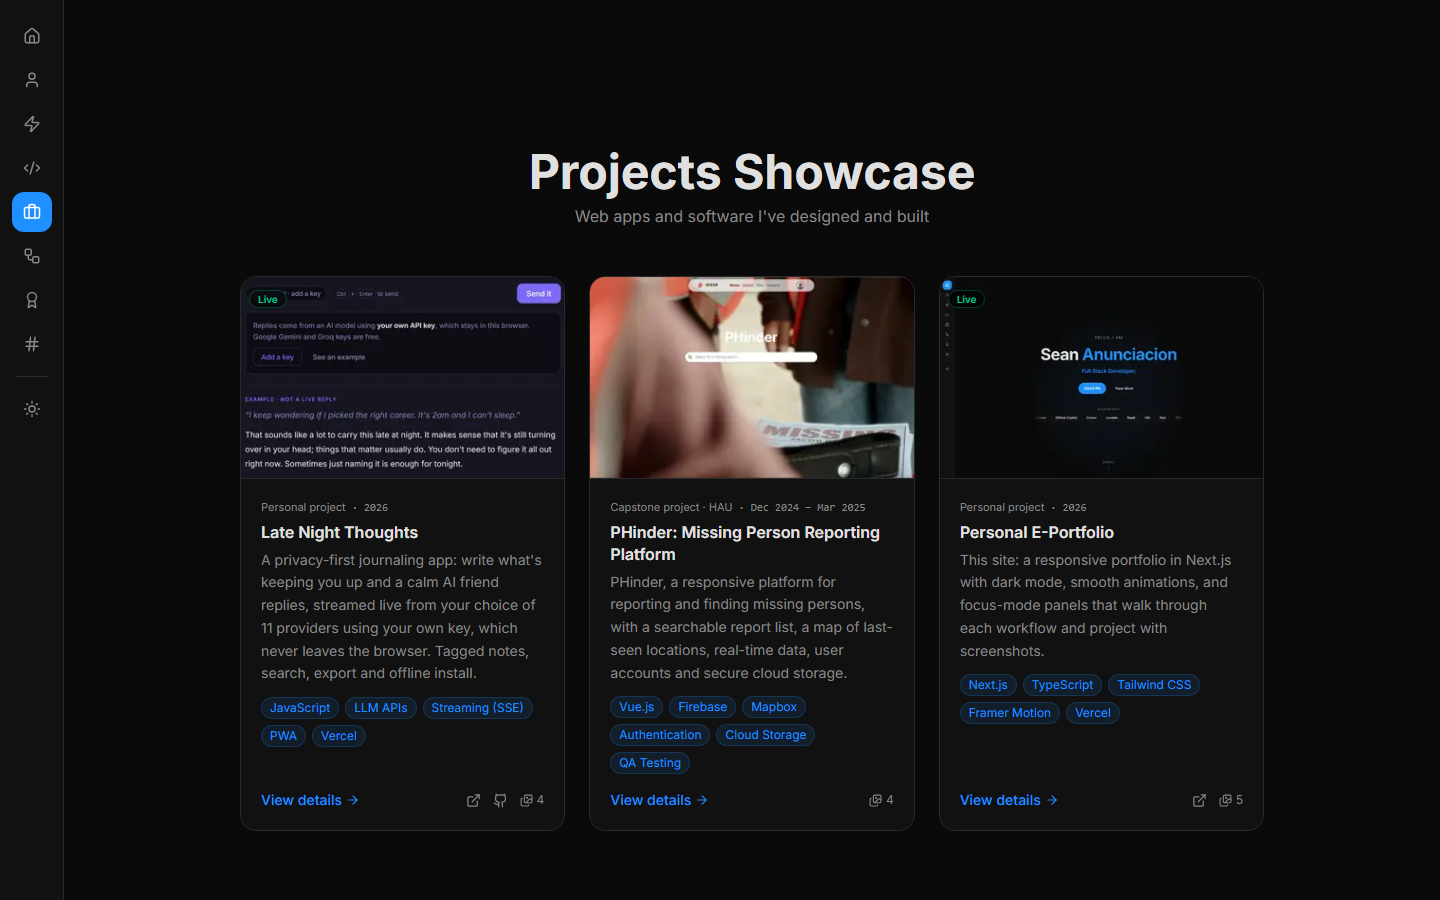 Projects Showcase
Web apps and software I've designed and built
Live
add a key
Ctrl + Enter to send
Send it
Replies come from an AI model using your own API key, which stays in this browser.
Google Gemini and Groq keys are free.
Add a key
See an example
EXAMPLE · NOT A LIVE REPLY
"I keep wondering if I picked the right career. It's 2am and I can't sleep."
That sounds like a lot to carry this late at night. It makes sense that it's still turning
over in your head; things that matter usually do. You don't need to figure it all out
right now. Sometimes just naming it is enough for tonight.
Personal project · 2026
Late Night Thoughts
A privacy-first journaling app: write what's
keeping you up and a calm AI friend
replies, streamed live from your choice of
11 providers using your own key, which
never leaves the browser. Tagged notes,
search, export and offline install.
JavaScript
LLM APIs
Streaming (SSE)
PWA
Vercel
View details
4
PHinder
MISSING
Capstone project · HAU · Dec 2024 – Mar 2025
PHinder: Missing Person Reporting
Platform
PHinder, a responsive platform for
reporting and finding missing persons,
with a searchable report list, a map of last-
seen locations, real-time data, user
accounts and secure cloud storage.
Vue.js
Firebase
Mapbox
Authentication
Cloud Storage
QA Testing
View details
4
Live
Sean Anunciacion
Full Stack Developer
View Work
Personal project · 2026
Personal E-Portfolio
This site: a responsive portfolio in Next.js
with dark mode, smooth animations, and
focus-mode panels that walk through
each workflow and project with
screenshots.
Next.js
TypeScript
Tailwind CSS
Framer Motion
Vercel
View details
5